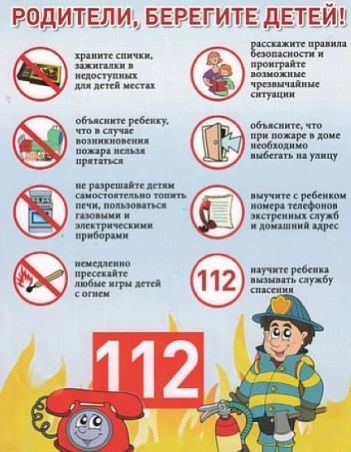 РОДИТЕЛИ, БЕРЕГИТЕ ДЕТЕЙ!
храните спички,
зажигалки в
недоступных
для детей местах
расскажите правила
безопасности и
проиграйте
возможные
чрезвычайные
ситуации
объясните ребенку,
что в случае
возникновения
пожара нельзя
прятаться
объясните, что
при пожаре в доме
необходимо
выбегать на улицу
не разрешайте детям
самостоятельно топить
печи, пользоваться
газовыми и
электрическими
приборами
выучите с ребенком
номера телефонов
экстренных служб
и домашний адрес
немедленно
пресекайте
любые игры детей
с огнем
112
научите ребенка
вызывать службу
спасения
112